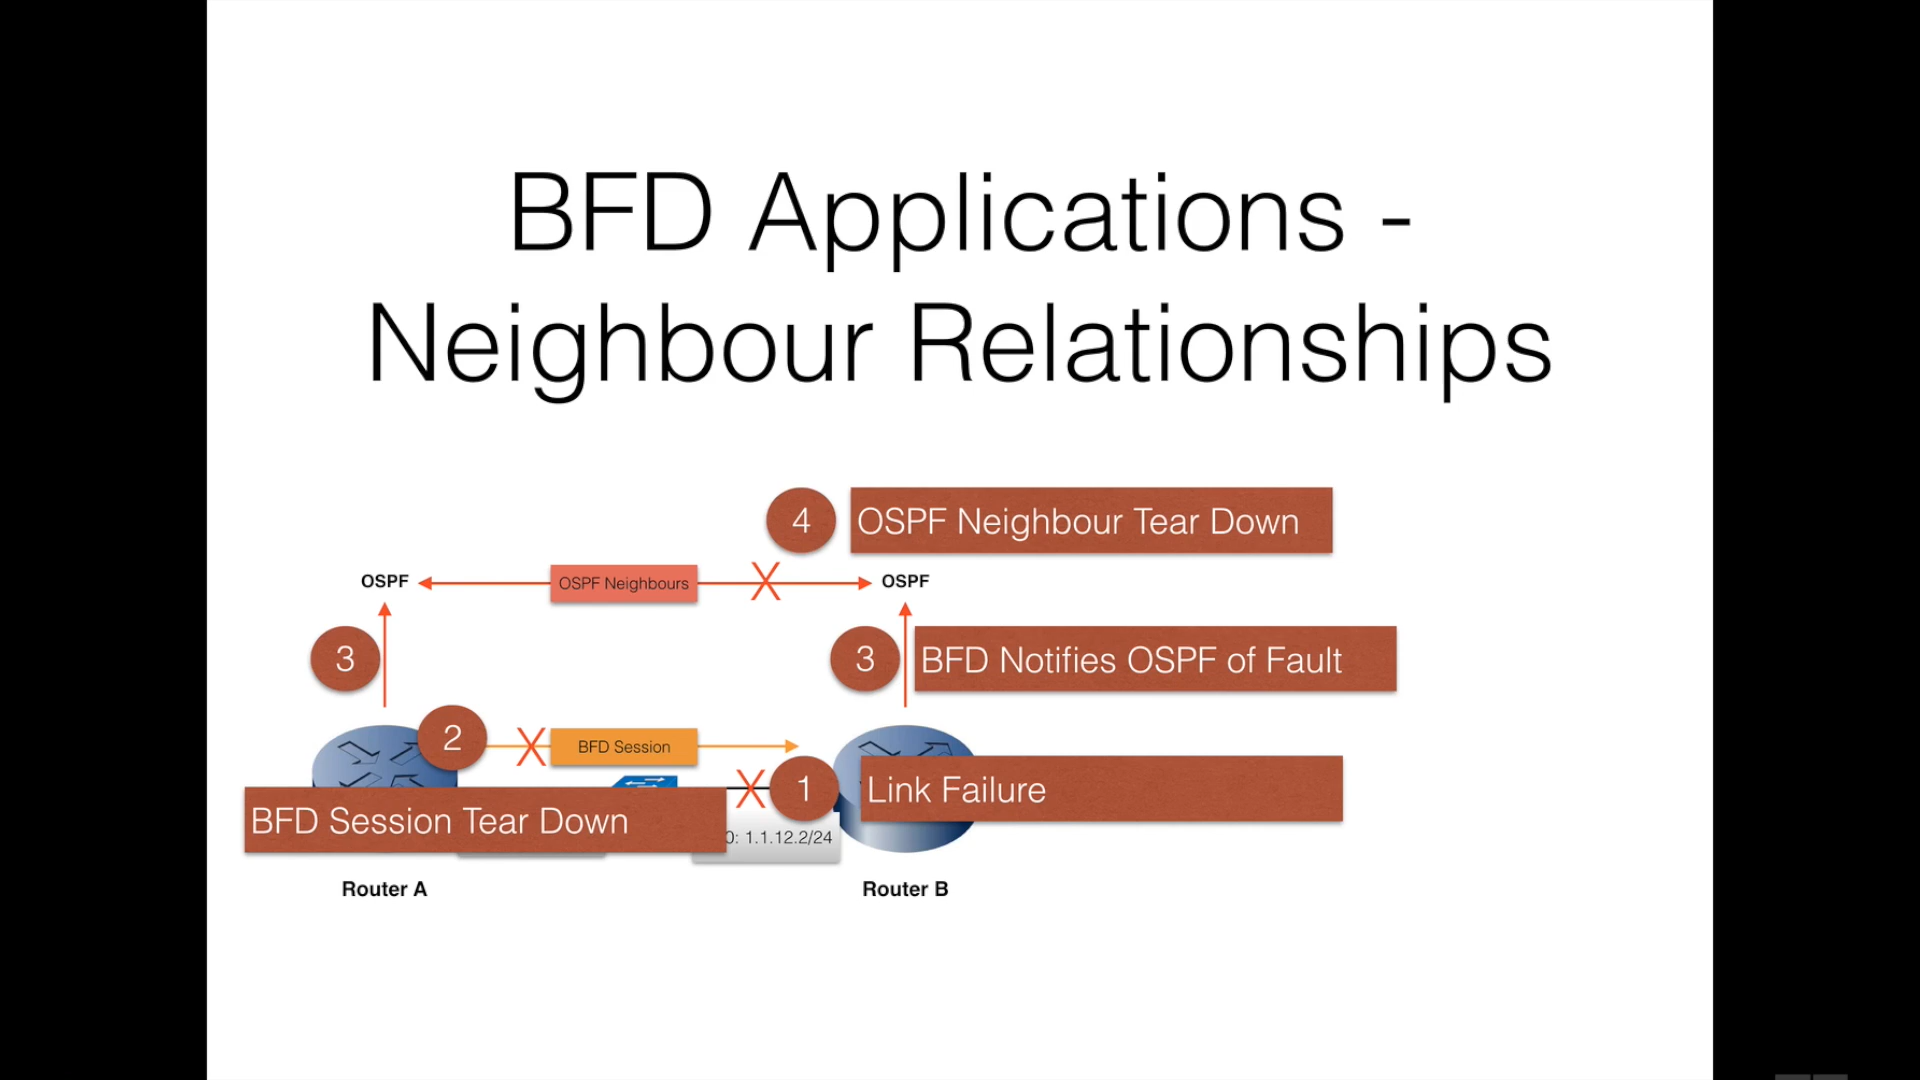 BFD Applications -
Neighbour Relationships
4 OSPF Neighbour Tear Down
OSPF OSPF Neighbours OSPF
3 3 BFD Notifies OSPF of Fault
2 BFD Session
1 Link Failure
BFD Session Tear Down
0: 1.1.12.2/24
Router A Router B